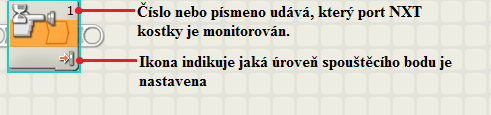 1
Číslo nebo písmeno udává, který port NXT
kostky je monitorován.
Ikona indikuje jaká úroveň spouštěcího bodu je
nastavena